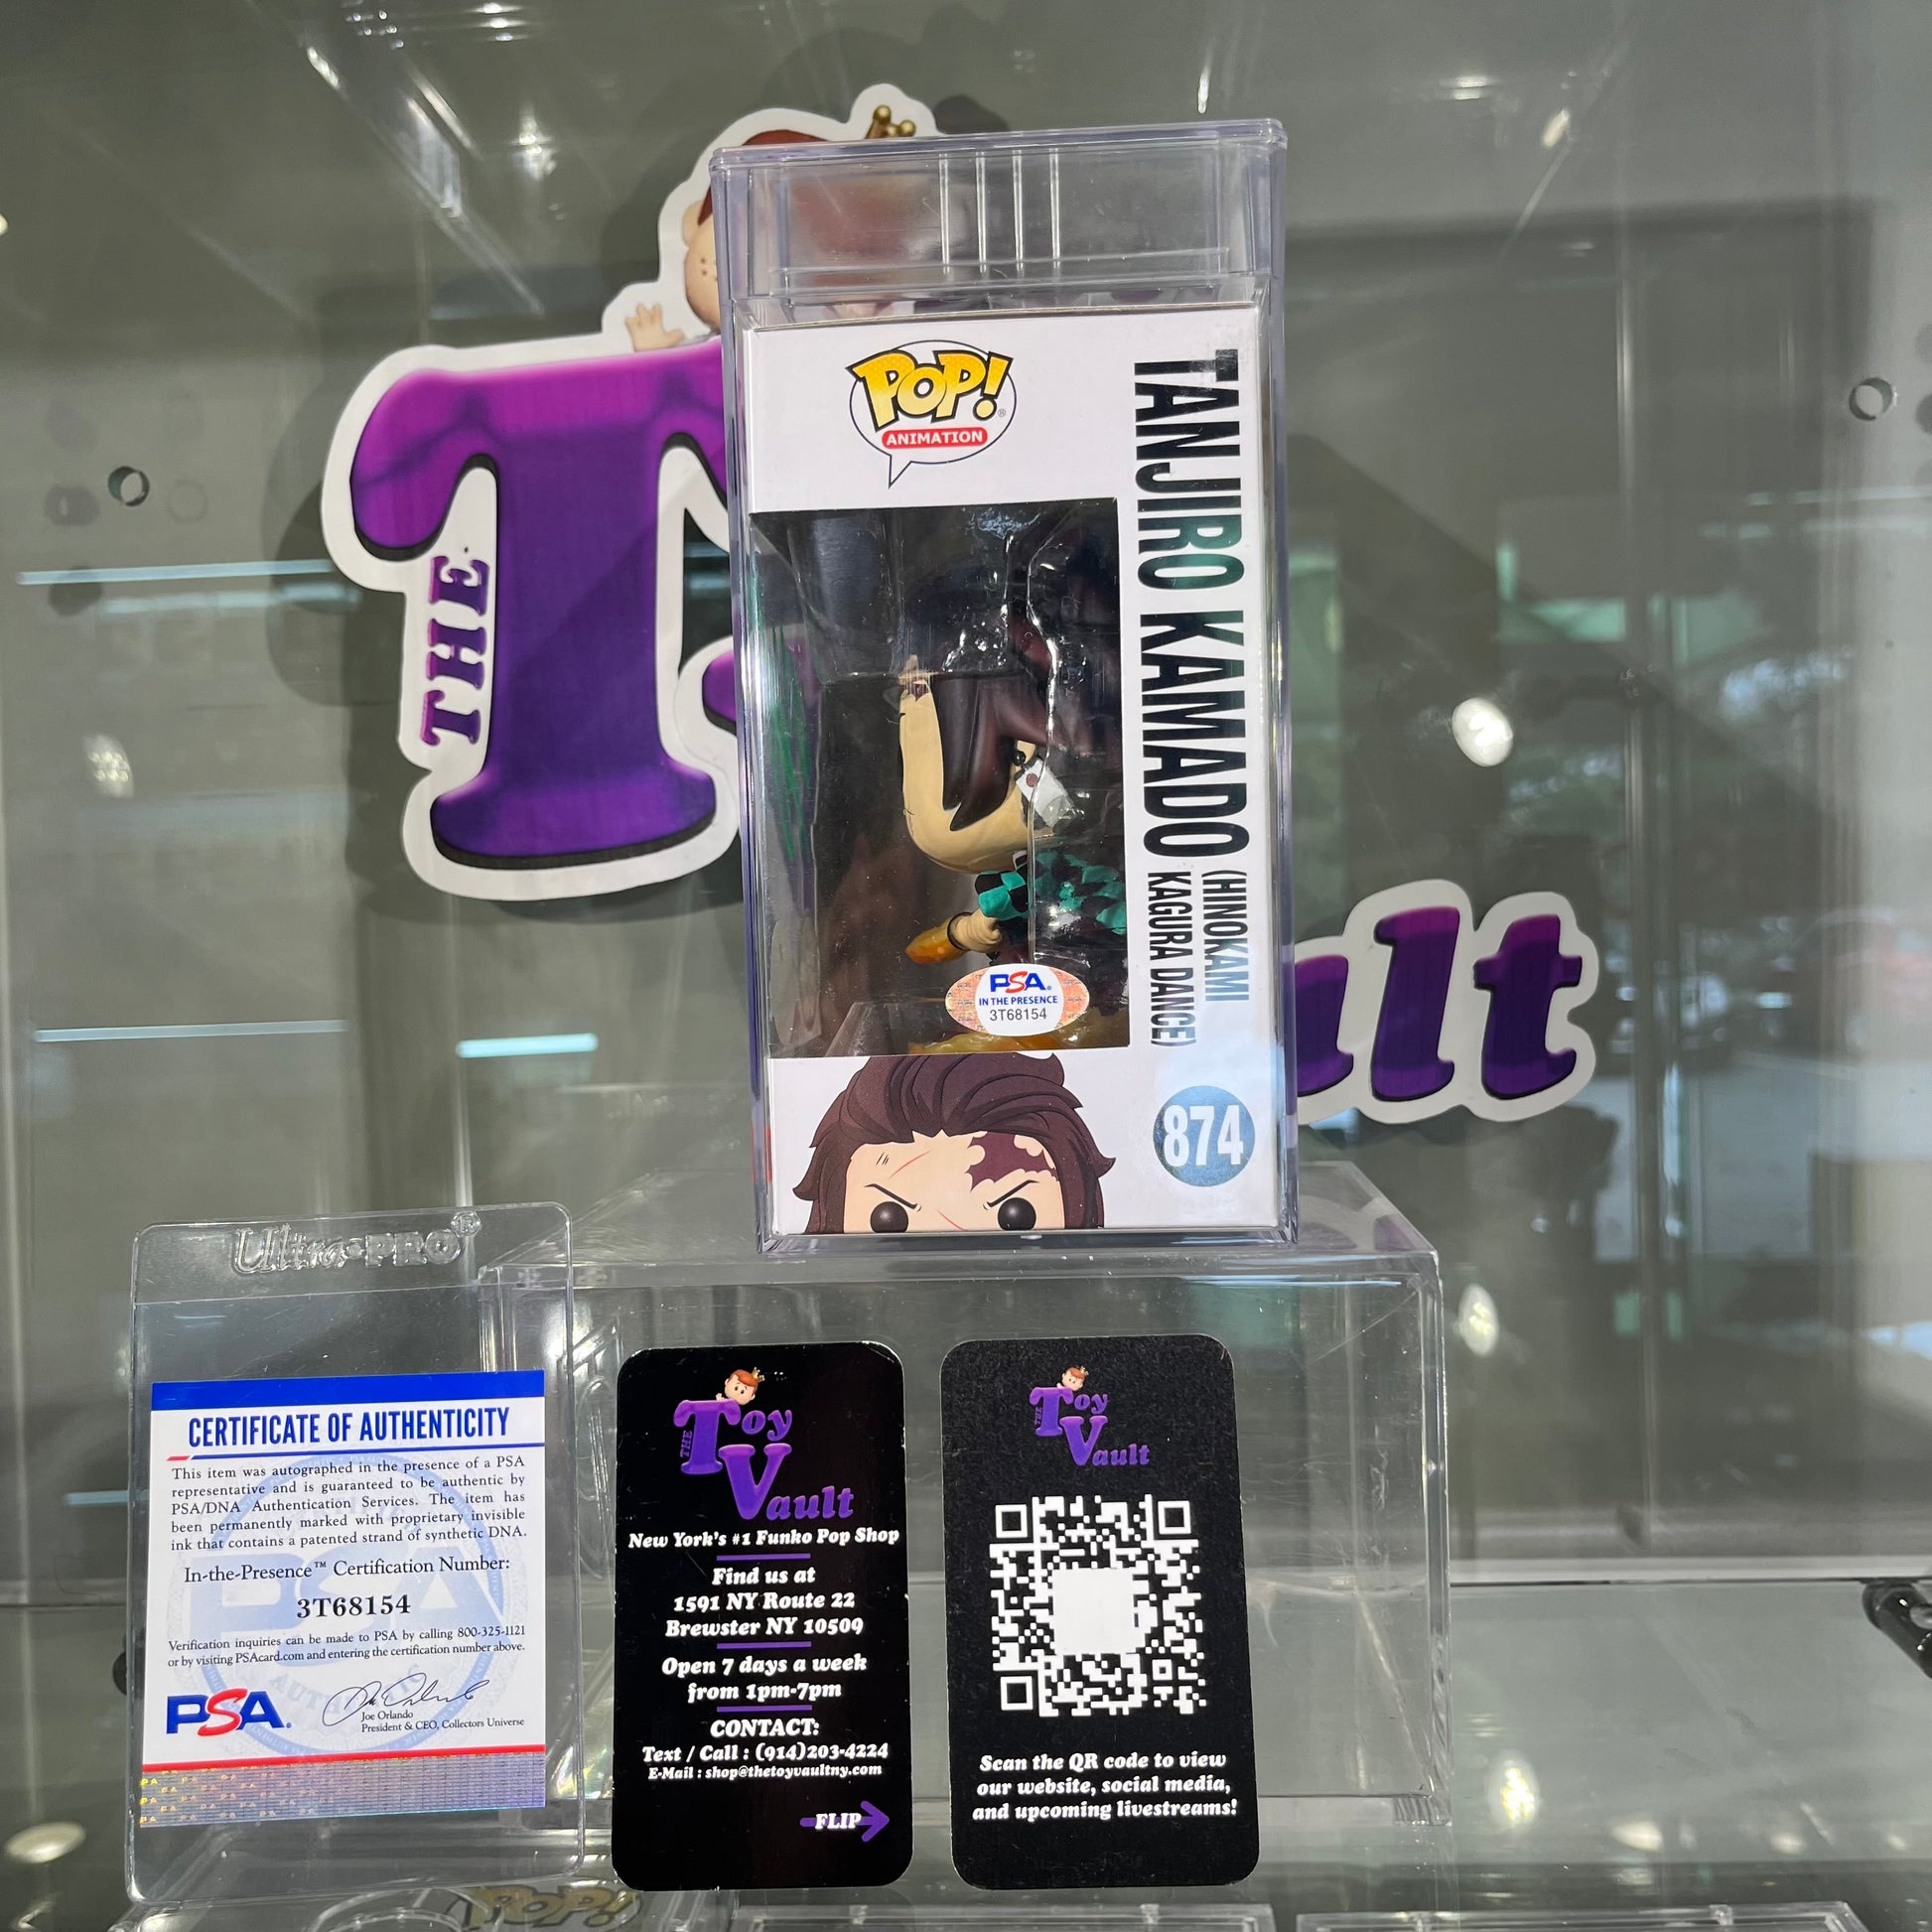 THE
T
ult
POP!
ANIMATION
TANJIRO KAMADO
(HINOKAMI
KAGURA DANCE)
PSA
IN THE PRESENCE
3T68154
874
Ultra·PRO®
CERTIFICATE OF AUTHENTICITY
This item was autographed in the presence of a PSA
representative and is guaranteed to be authentic by
PSA/DNA Authentication Services. The item has
been permanently marked with proprietary invisible
ink that contains a patented strand of synthetic DNA.
In-the-Presence™ Certification Number:
3T68154
Verification inquiries can be made to PSA by calling 800-325-1121
or by visiting PSAcard.com and entering the certification number above.
PSA.
Joe Orlando
President & CEO, Collectors Universe
THE Toy
Vault
New York's #1 Funko Pop Shop
Find us at
1591 NY Route 22
Brewster NY 10509
Open 7 days a week
from 1pm-7pm
CONTACT:
Text / Call : (914)203-4224
E-Mail : shop@thetoyvaultny.com
FLIP
THE Toy
Vault
Scan the QR code to view
our website, social media,
and upcoming livestreams!
POP!